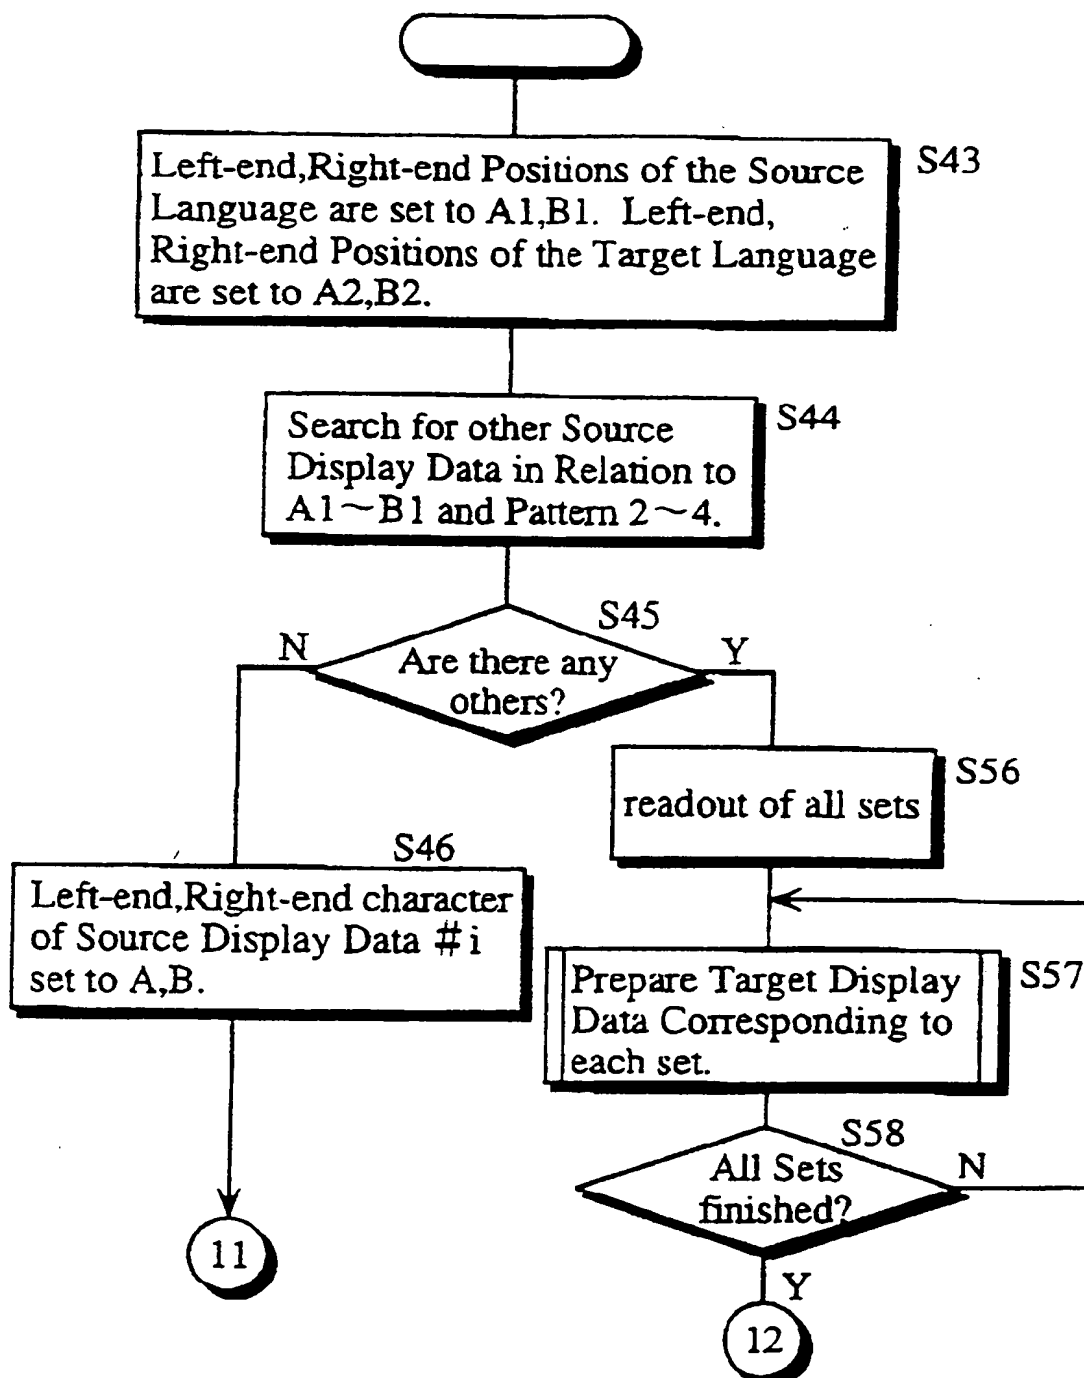 S43
Left-end,Right-end Positions of the Source
Language are set to A1,B1. Left-end,
Right-end Positions of the Target Language
are set to A2,B2.
S44
Search for other Source
Display Data in Relation to
A1~B1 and Pattern 2~4.
S45
N
Y
Are there any
others?
S56
readout of all sets
S46
Left-end,Right-end character
of Source Display Data #i
set to A,B.
S57
Prepare Target Display
Data Corresponding to
each set.
S58
All Sets
finished?
N
11
Y
12